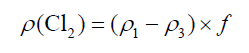 ρ(Cl₂) = (ρ₁ − ρ₃) × f